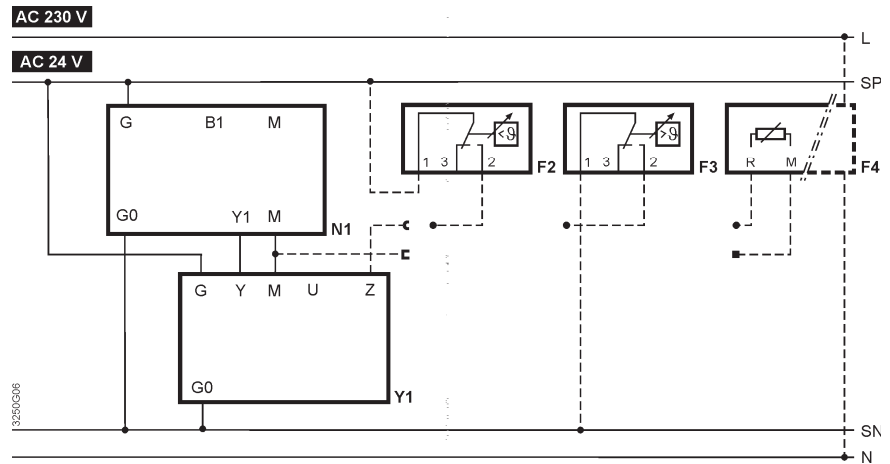 AC 230 V
L
AC 24 V
SP
G B1 M
G0 Y1 M
N1
1 3 2
<ϑ
F2
1 3 2
>ϑ
F3
R M
F4
G Y M U Z
G0
Y1
3250G06
SN
N